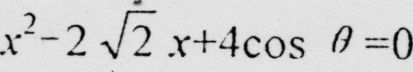 x²-2√2 x+4cos θ=0